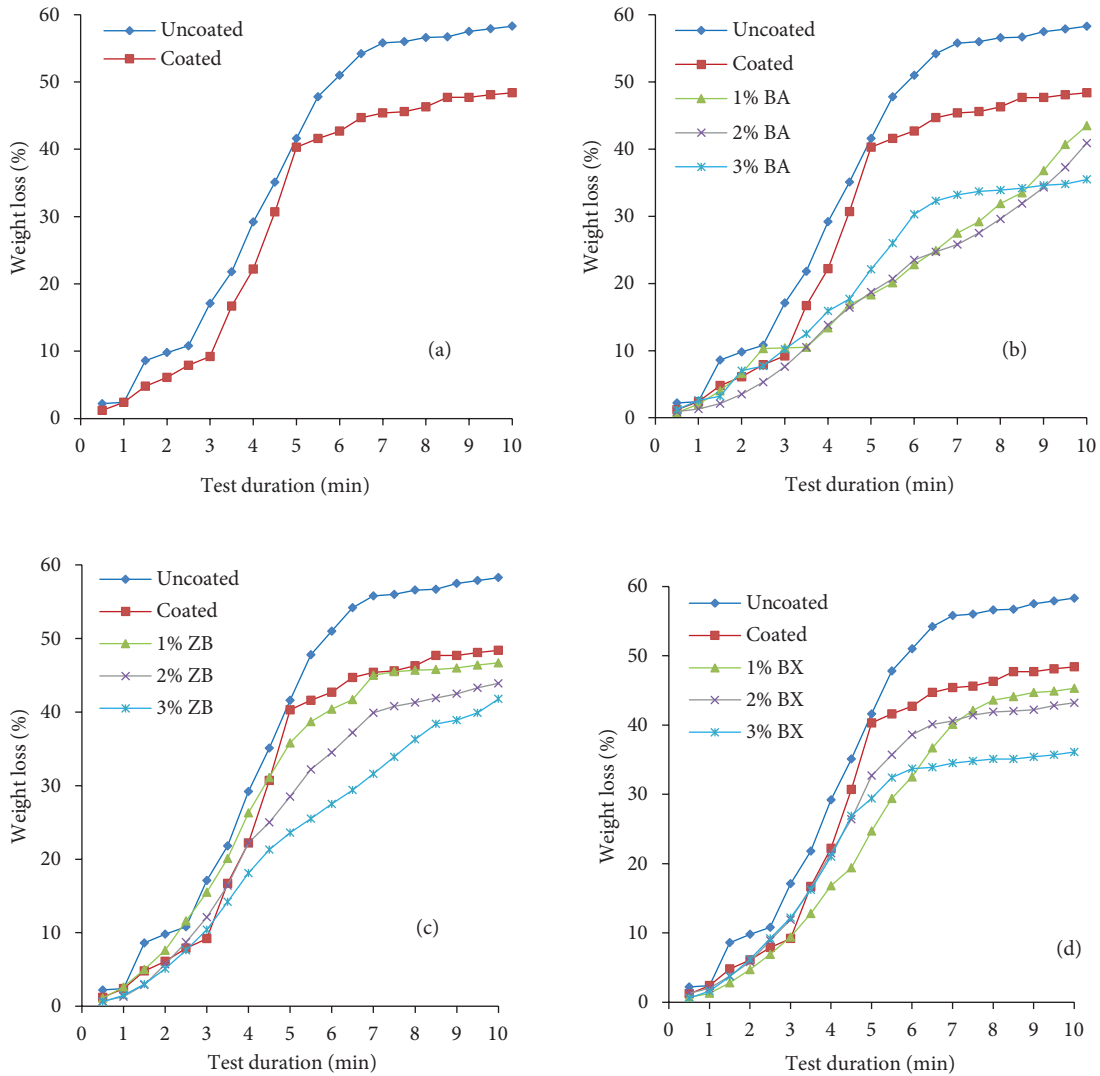 60
50
40
30
20
10
0
Weight loss (%)
Uncoated
Coated
(a)
0 1 2 3 4 5 6 7 8 9 10
Test duration (min)
60
50
40
30
20
10
0
Weight loss (%)
Uncoated
Coated
1% BA
2% BA
3% BA
(b)
0 1 2 3 4 5 6 7 8 9 10
Test duration (min)
60
50
40
30
20
10
0
Weight loss (%)
Uncoated
Coated
1% ZB
2% ZB
3% ZB
(c)
0 1 2 3 4 5 6 7 8 9 10
Test duration (min)
60
50
40
30
20
10
0
Weight loss (%)
Uncoated
Coated
1% BX
2% BX
3% BX
(d)
0 1 2 3 4 5 6 7 8 9 10
Test duration (min)